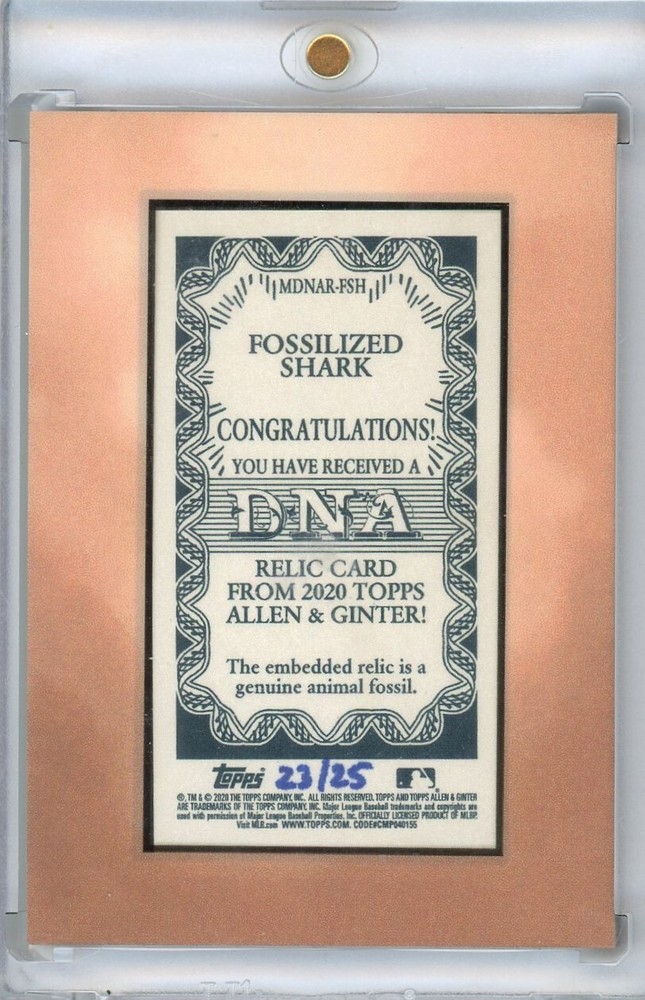 MDNAR-FSH
FOSSILIZED
SHARK
CONGRATULATIONS!
YOU HAVE RECEIVED A
DNA
RELIC CARD
FROM 2020 TOPPS
ALLEN & GINTER!
The embedded relic is a
genuine animal fossil.
topps 23/25
®, TM & © 2020 THE TOPPS COMPANY, INC. ALL RIGHTS RESERVED. TOPPS AND TOPPS ALLEN & GINTER
ARE TRADEMARKS OF THE TOPPS COMPANY, INC. Major League Baseball trademarks and copyrights are
used with permission of Major League Baseball Properties, Inc. OFFICIALLY LICENSED PRODUCT OF MLBP.
Visit MLB.com WWW.TOPPS.COM. CODE#CMP040155